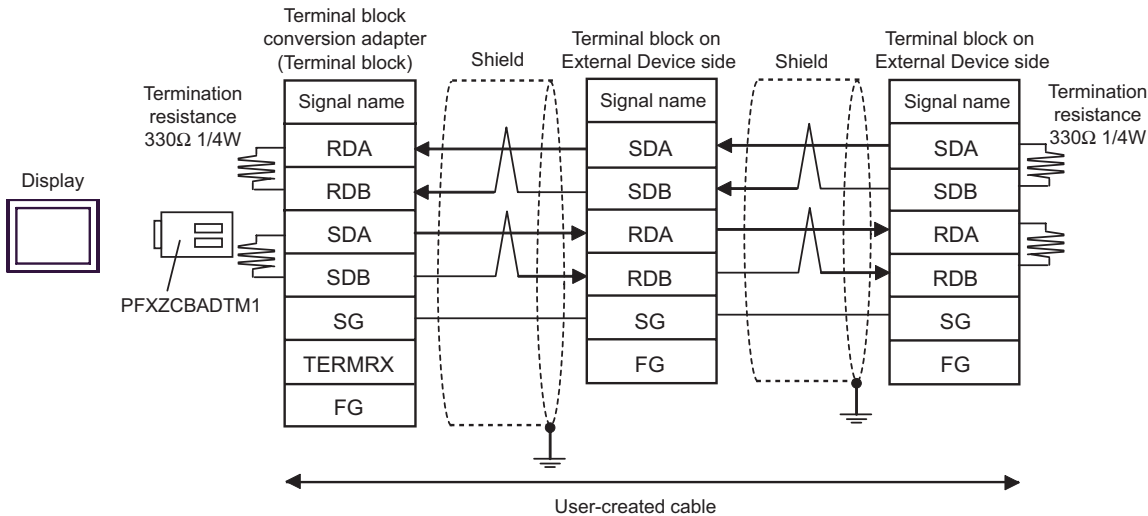 Terminal block
conversion adapter
(Terminal block)
Shield
Terminal block on
External Device side
Shield
Terminal block on
External Device side
Termination
resistance
330Ω 1/4W
Signal name
Signal name
Signal name
Termination
resistance
330Ω 1/4W
RDA
SDA
SDA
RDB
SDB
SDB
Display
SDA
RDA
RDA
SDB
RDB
RDB
PFXZCBADTM1
SG
SG
SG
TERMRX
FG
FG
FG
User-created cable